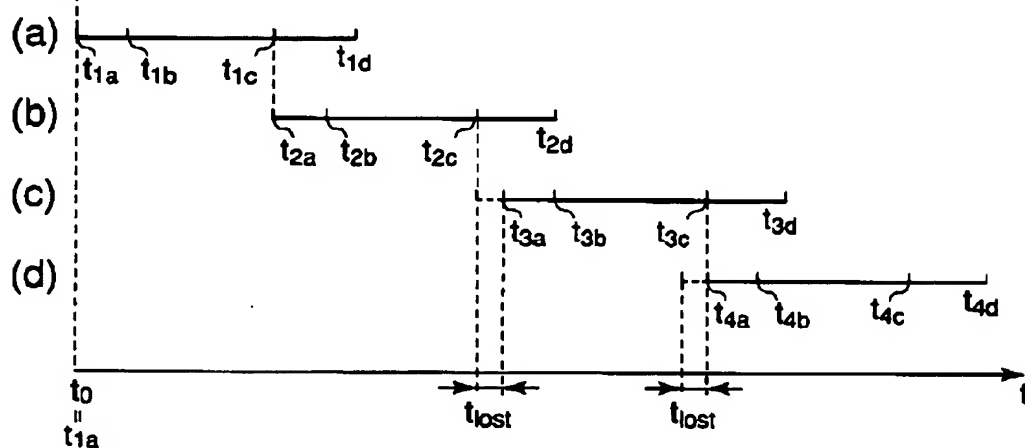 (a)
t1a t1b t1c t1d
(b)
t2a t2b t2c t2d
(c)
t3a t3b t3c t3d
(d)
t4a t4b t4c t4d
t0 tlost tlost t
=
t1a